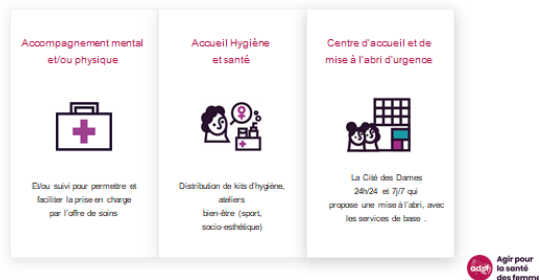 Accompagnement mental
et/ou physique
Et/ou suivi pour permettre et
faciliter la prise en charge
par l'offre de soins
Accueil Hygiène
et santé
Distribution de kits d'hygiène,
ateliers
bien-être (sport,
socio-esthétique)
Centre d'accueil et de
mise à l'abri d'urgence
La Cité des Dames
24h/24 et 7j/7 qui
propose une mise à l'abri, avec
les services de base .
adsf
Agir pour
la santé
des femmes